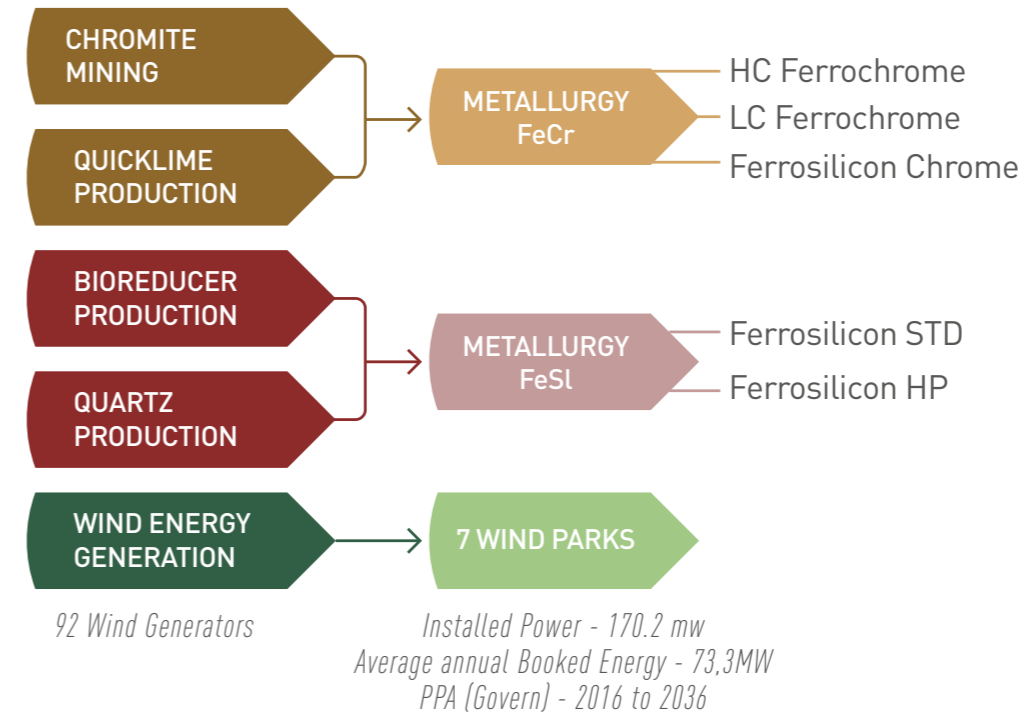 CHROMITE
MINING
QUICKLIME
PRODUCTION
METALLURGY
FeCr
HC Ferrochrome
LC Ferrochrome
Ferrosilicon Chrome
BIOREDUCER
PRODUCTION
QUARTZ
PRODUCTION
METALLURGY
FeSl
Ferrosilicon STD
Ferrosilicon HP
WIND ENERGY
GENERATION
7 WIND PARKS
92 Wind Generators
Installed Power - 170.2 mw
Average annual Booked Energy - 73,3MW
PPA (Govern) - 2016 to 2036